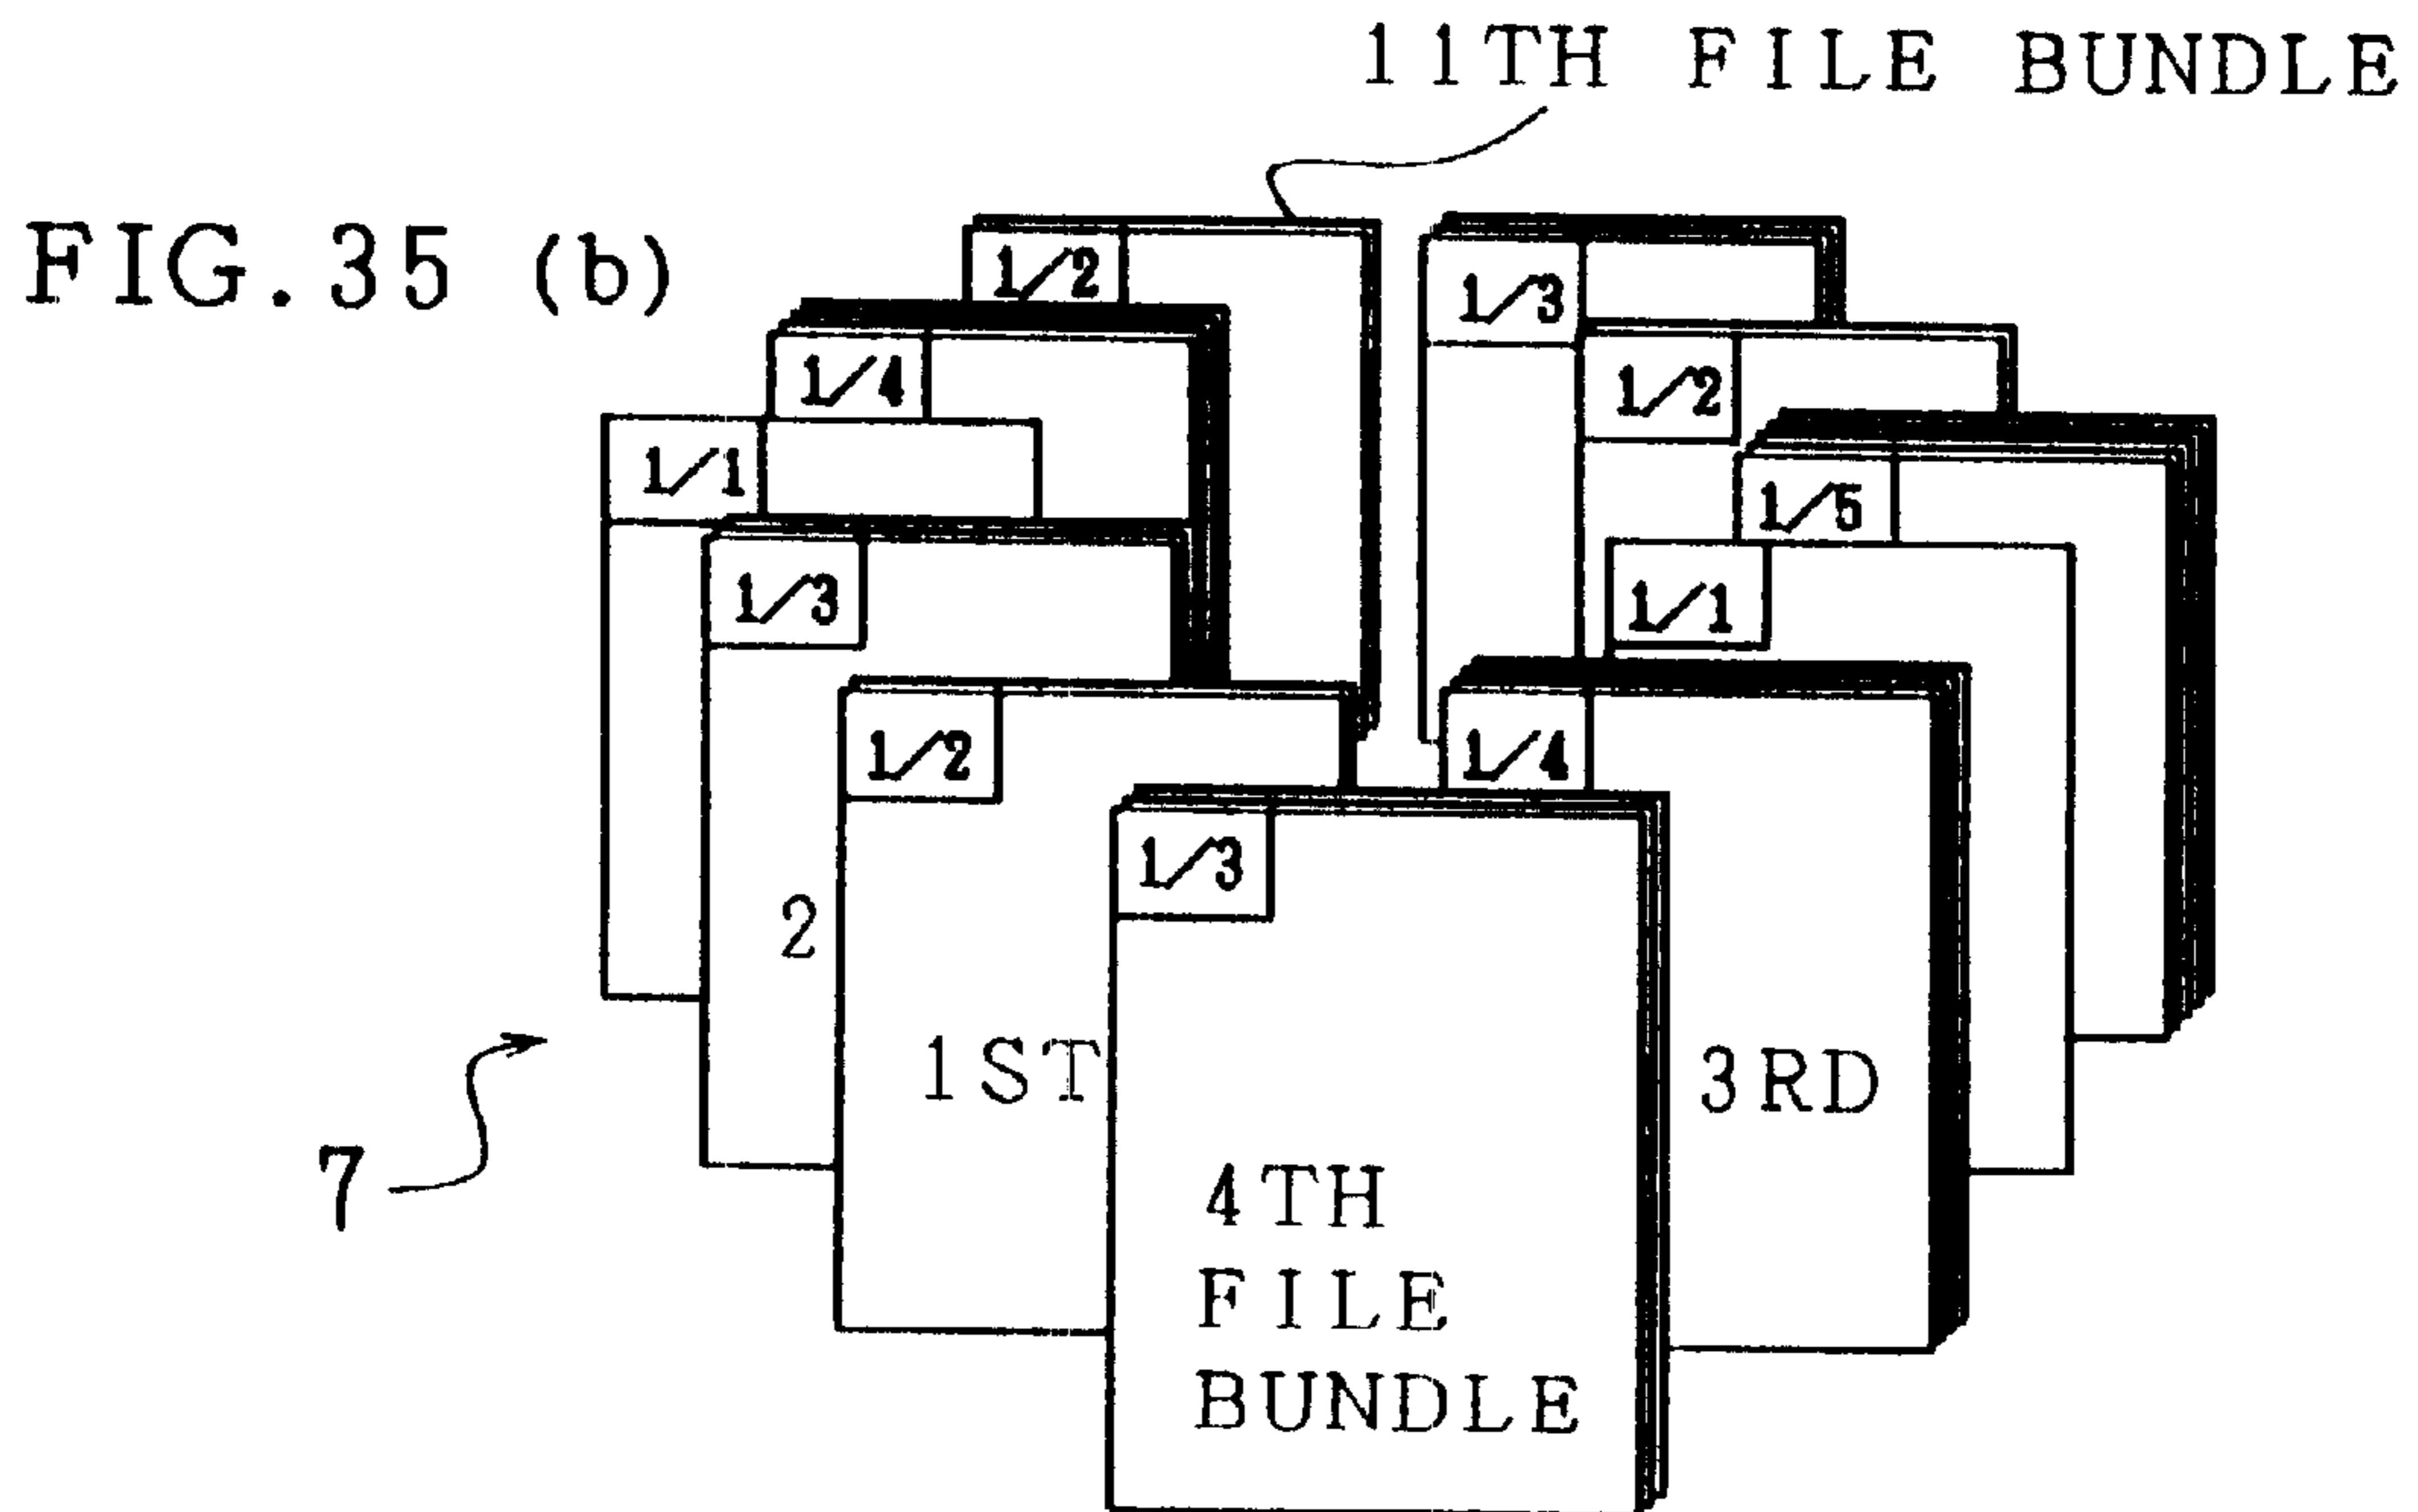 11TH FILE BUNDLE
FIG.35 (b)
1/2
1/3
1/4
1/2
1/1
1/5
1/3
1/1
1/2
1/4
1/3
2
1ST
3RD
7
4TH
FILE
BUNDLE